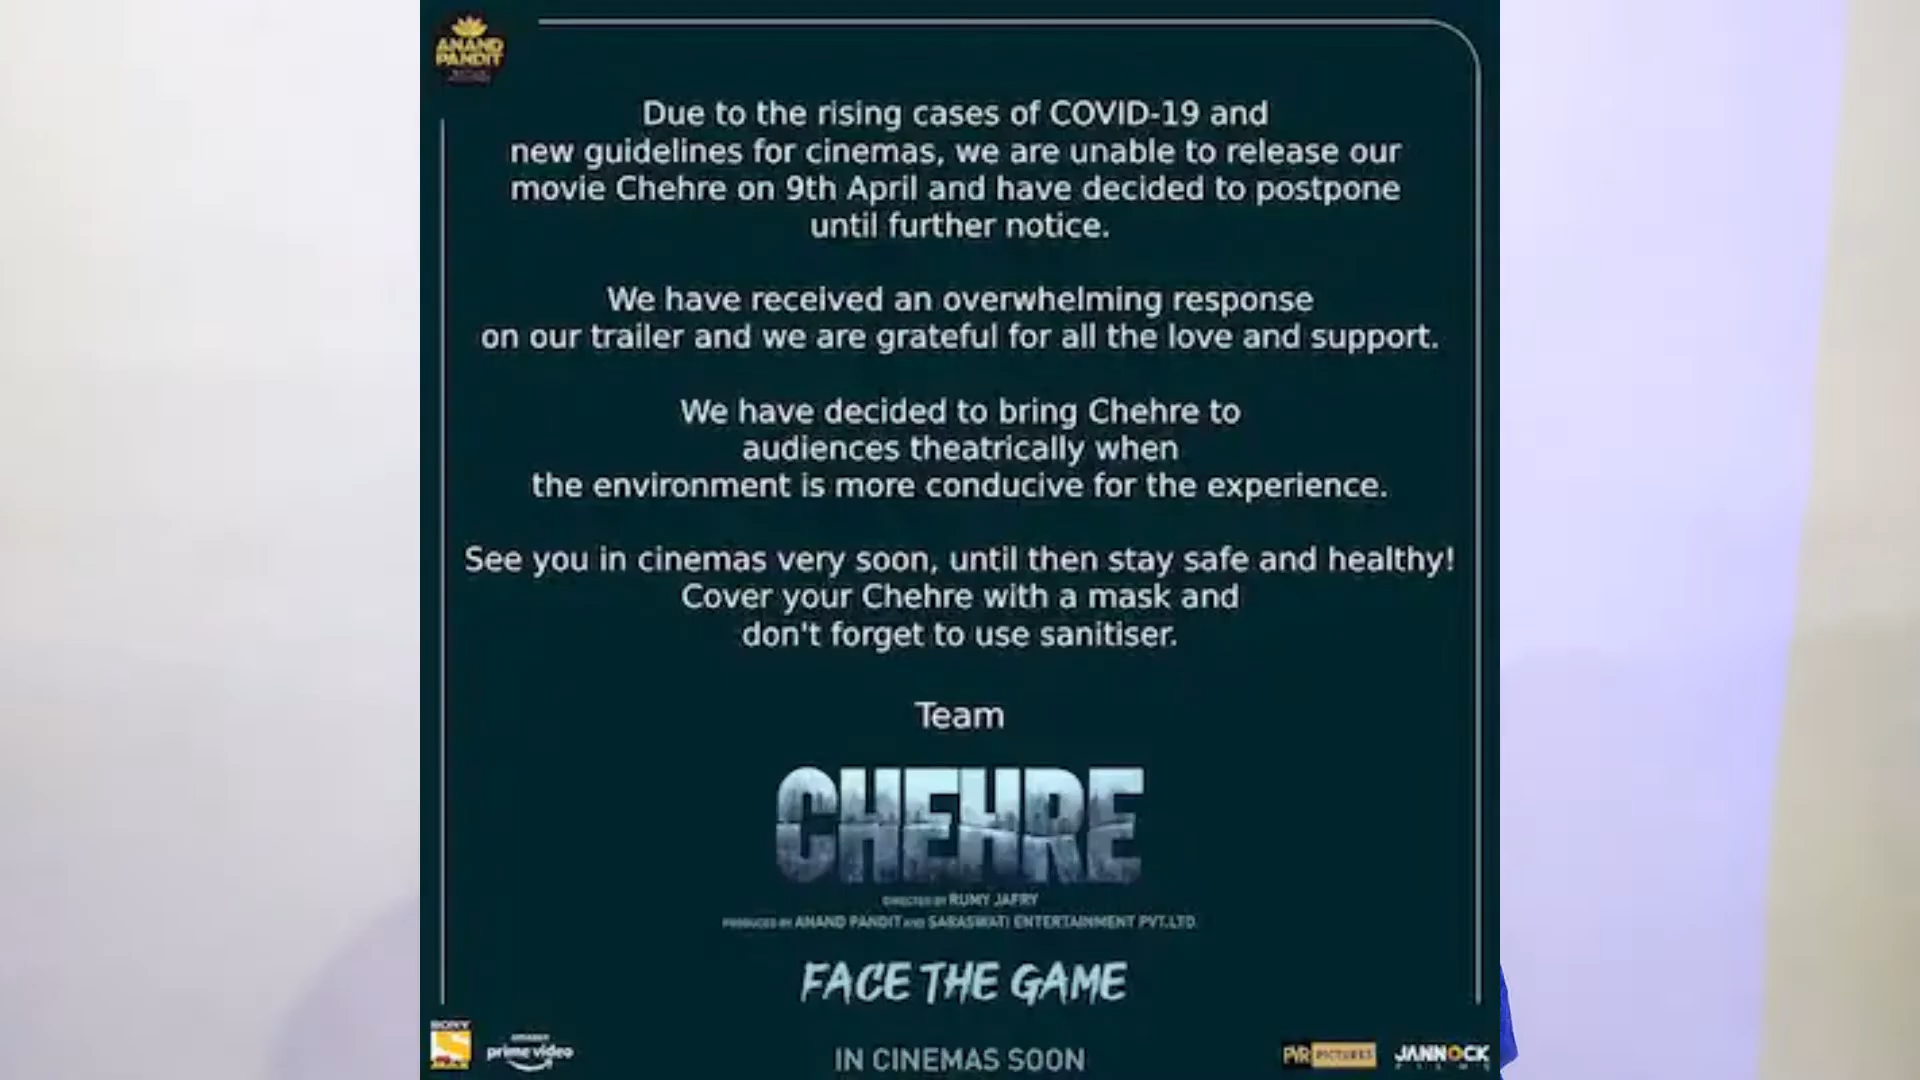 ANAND
PANDIT
Due to the rising cases of COVID-19 and
new guidelines for cinemas, we are unable to release our
movie Chehre on 9th April and have decided to postpone
until further notice.
We have received an overwhelming response
on our trailer and we are grateful for all the love and support.
We have decided to bring Chehre to
audiences theatrically when
the environment is more conducive for the experience.
See you in cinemas very soon, until then stay safe and healthy!
Cover your Chehre with a mask and
don't forget to use sanitiser.
Team
CHEHRE
DIRECTED BY RUMY JAFRY
PRODUCED BY ANAND PANDIT AND SARASWATI ENTERTAINMENT PVT.LTD.
FACE THE GAME
SONY
MAX
amazon
prime video
IN CINEMAS SOON
PVR PICTURES
JANNOCK
FILMS